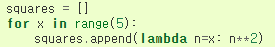 squares = []
for x in range(5):
    squares.append(lambda n=x: n**2)